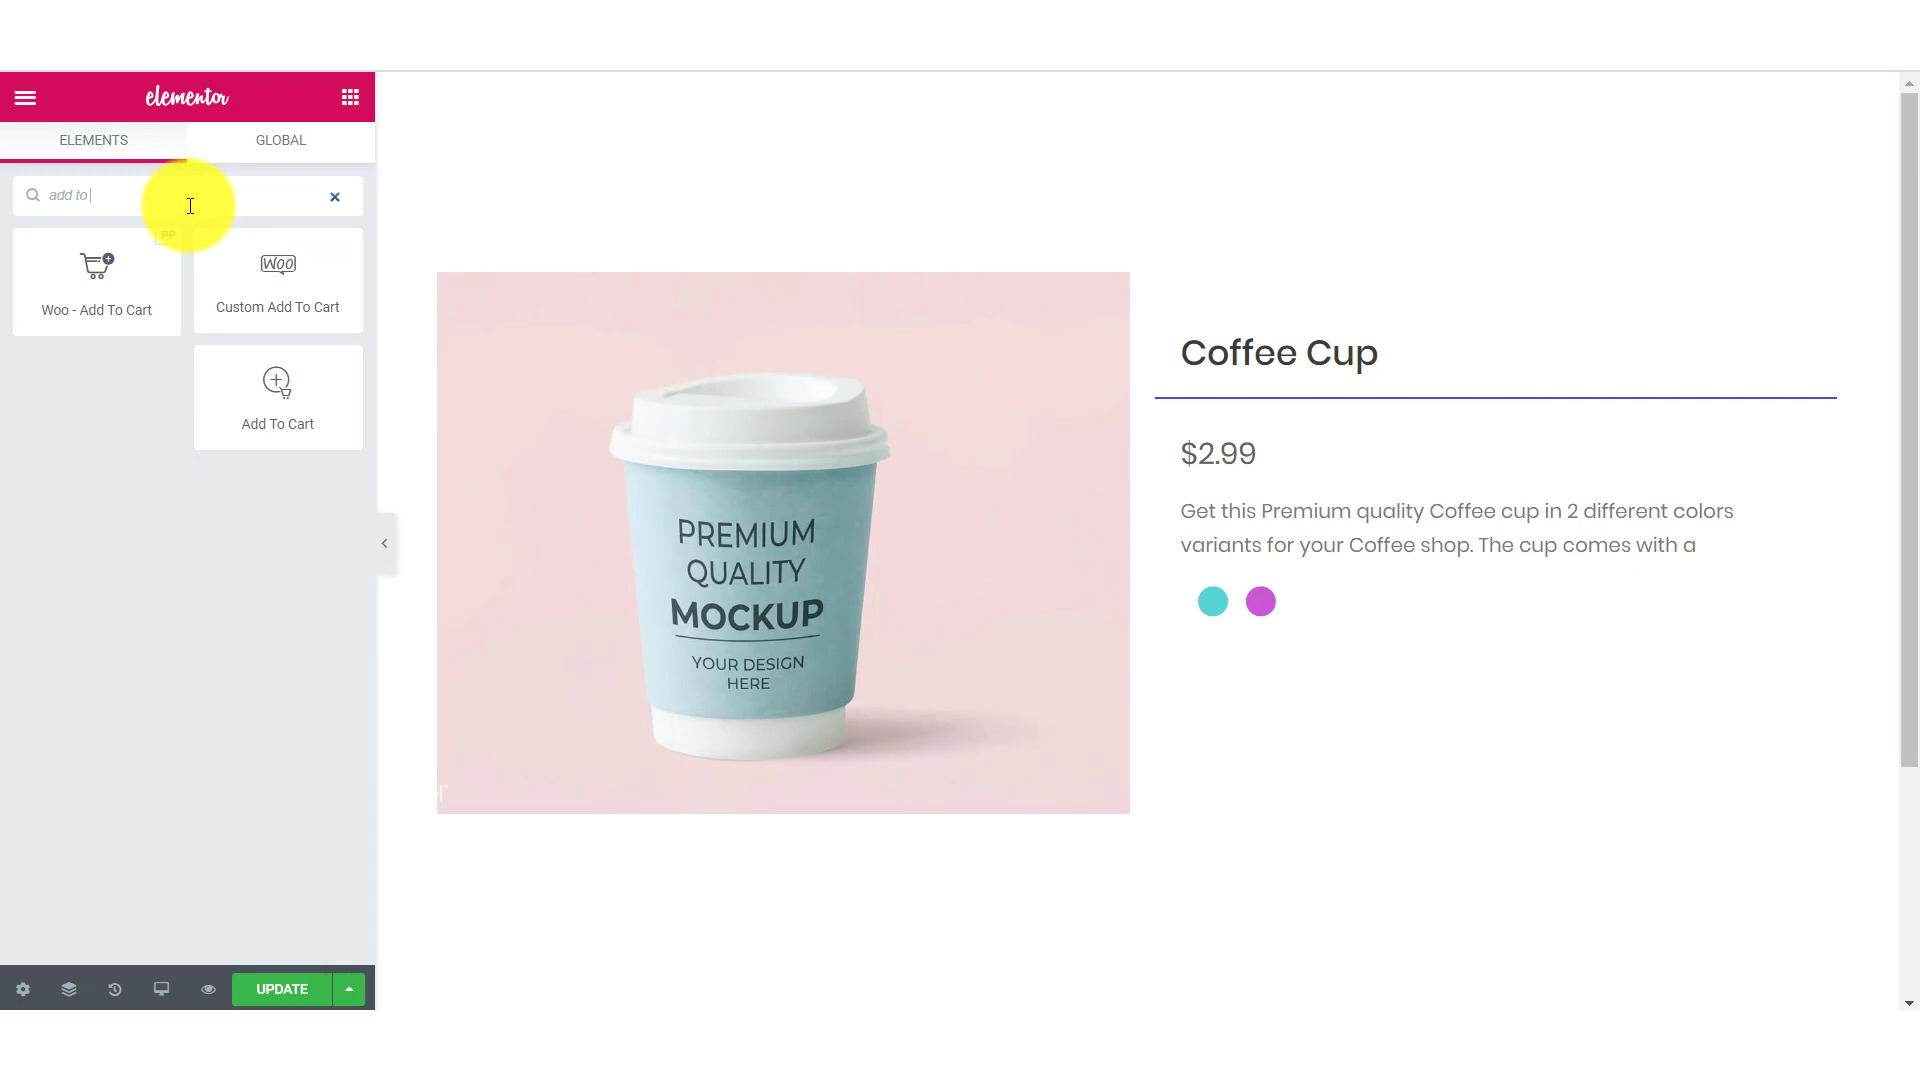 elementor
ELEMENTS
GLOBAL
add to
PP
Woo - Add To Cart
WOO
Custom Add To Cart
Add To Cart
UPDATE
PREMIUM
QUALITY
MOCKUP
YOUR DESIGN
HERE
Coffee Cup
$2.99
Get this Premium quality Coffee cup in 2 different colors
variants for your Coffee shop. The cup comes with a